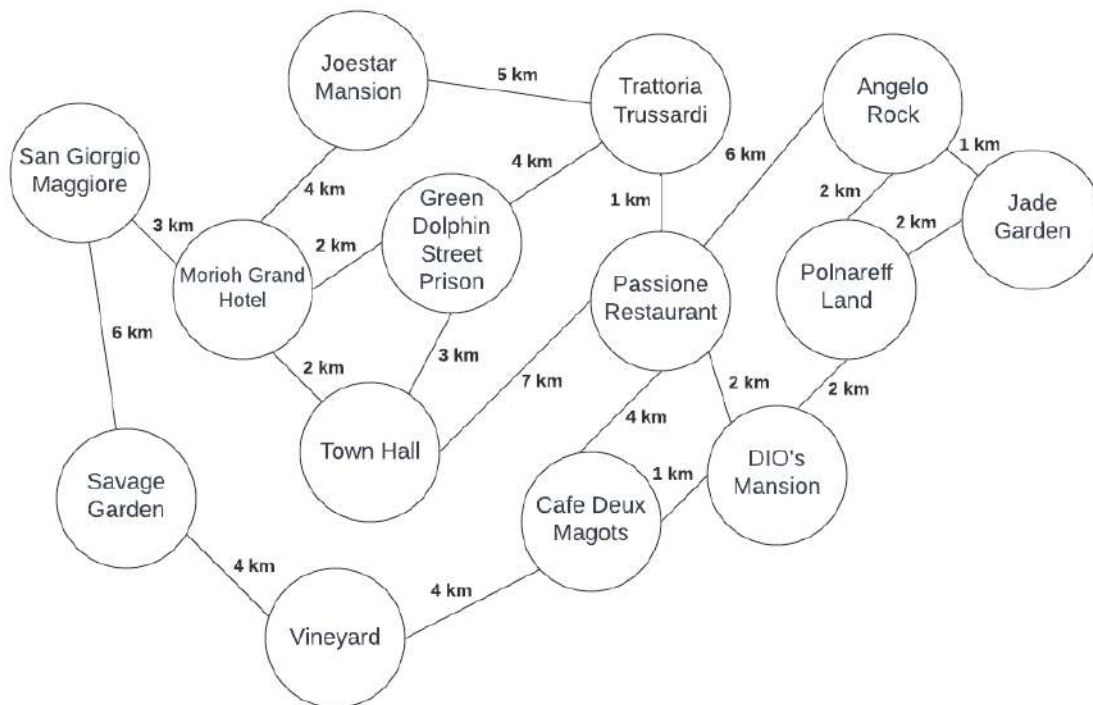 Joestar
Mansion
5 km
Trattoria
Trussardi
Angelo
Rock
San Giorgio
Maggiore
4 km
4 km
6 km
1 km
Green
Dolphin
Street
Prison
1 km
2 km
Jade
Garden
3 km
2 km
2 km
Morioh Grand
Hotel
Passione
Restaurant
Polnareff
Land
6 km
2 km
3 km
7 km
2 km
2 km
4 km
Town Hall
1 km
DIO's
Mansion
Savage
Garden
Cafe Deux
Magots
4 km
4 km
Vineyard